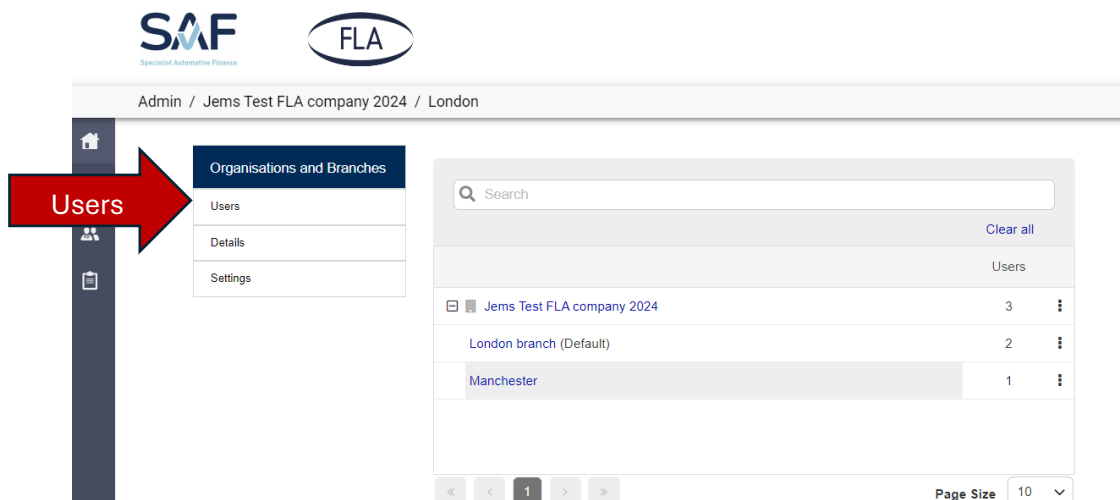 SAF
Specialist Automotive Finance
FLA
Admin / Jems Test FLA company 2024 / London
Organisations and Branches
Users
Users
Details
Settings
Search
Clear all
Users
Jems Test FLA company 2024 3
London branch (Default) 2
Manchester 1
« < 1 > »
Page Size 10